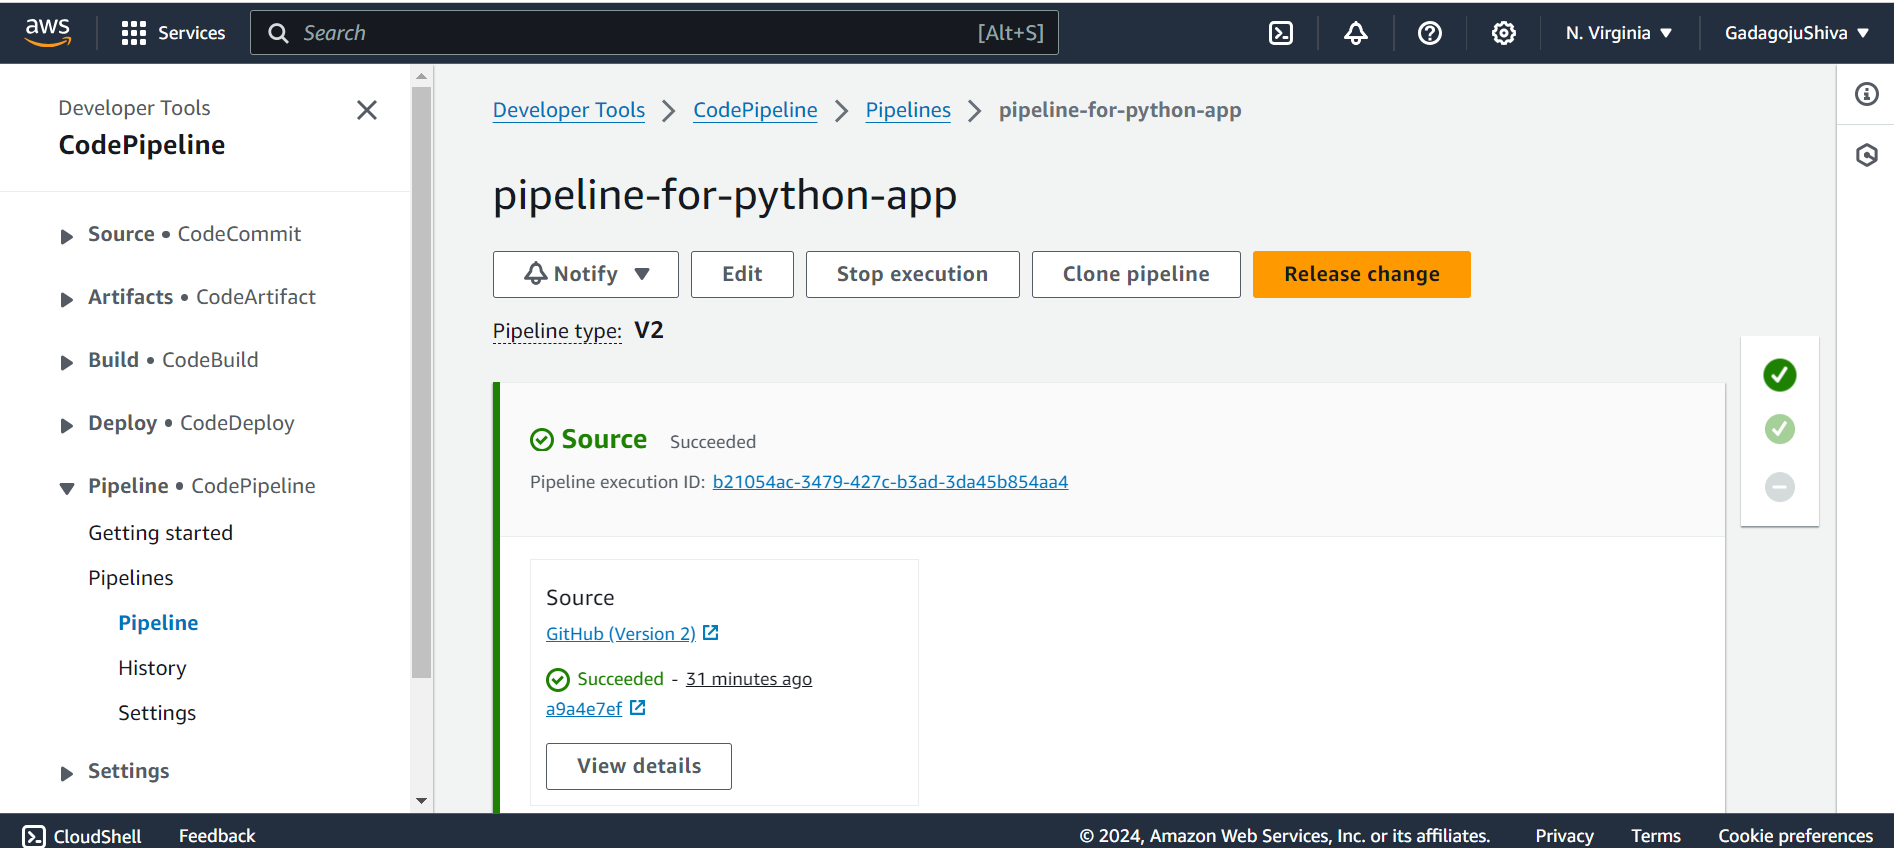 aws
Services
Search
[Alt+S]
N. Virginia
GadagojuShiva
Developer Tools
CodePipeline
Source • CodeCommit
Artifacts • CodeArtifact
Build • CodeBuild
Deploy • CodeDeploy
Pipeline • CodePipeline
Getting started
Pipelines
Pipeline
History
Settings
Settings
Developer Tools
CodePipeline
Pipelines
pipeline-for-python-app
pipeline-for-python-app
Notify
Edit
Stop execution
Clone pipeline
Release change
Pipeline type: V2
Source Succeeded
Pipeline execution ID: b21054ac-3479-427c-b3ad-3da45b854aa4
Source
GitHub (Version 2)
Succeeded - 31 minutes ago
a9a4e7ef
View details
CloudShell
Feedback
© 2024, Amazon Web Services, Inc. or its affiliates.
Privacy
Terms
Cookie preferences